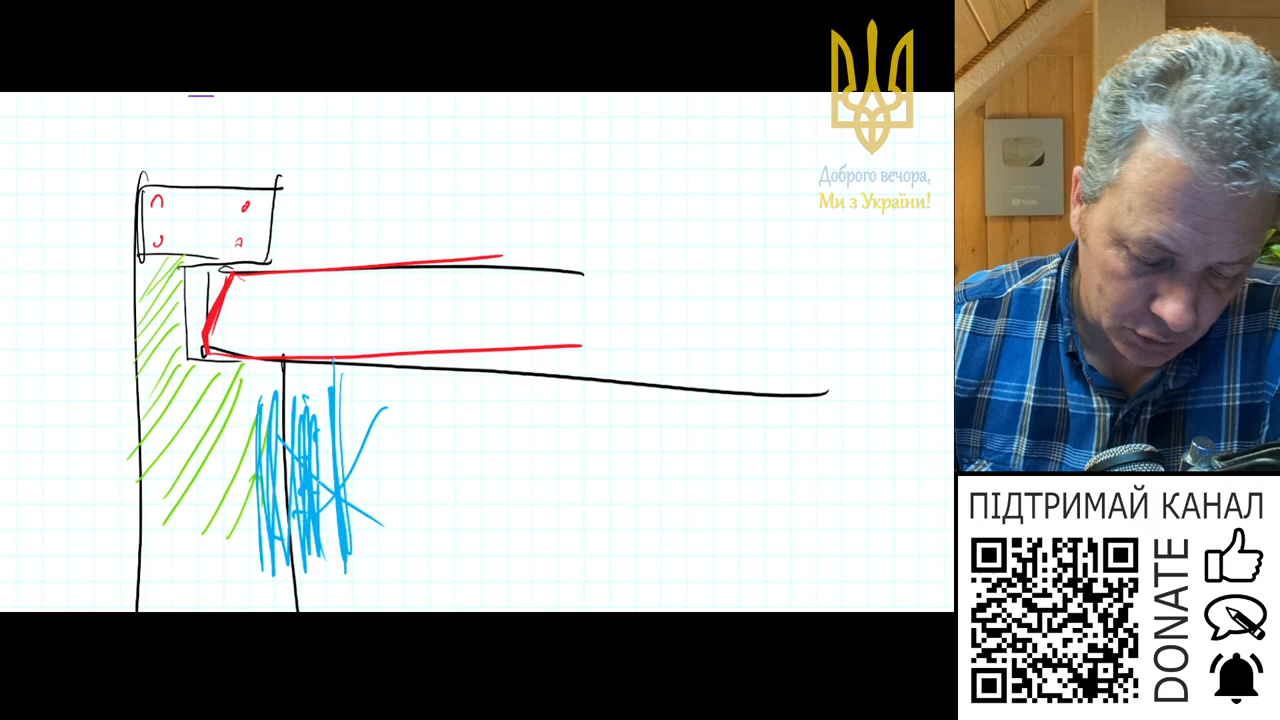 Доброго вечора,
Ми з України!
ПІДТРИМАЙ КАНАЛ
DONATE